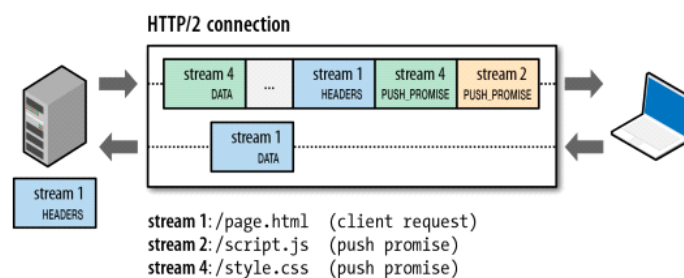 HTTP/2 connection
stream 4 DATA
...
stream 1 HEADERS
stream 4 PUSH_PROMISE
stream 2 PUSH_PROMISE
stream 1 DATA
stream 1 HEADERS
stream 1: /page.html (client request)
stream 2: /script.js (push promise)
stream 4: /style.css (push promise)